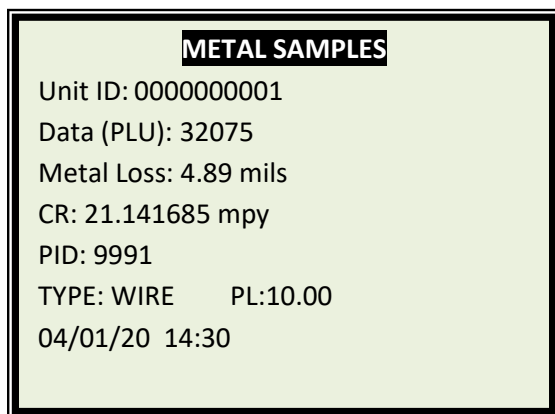 METAL SAMPLES
Unit ID: 0000000001
Data (PLU): 32075
Metal Loss: 4.89 mils
CR: 21.141685 mpy
PID: 9991
TYPE: WIRE PL:10.00
04/01/20 14:30